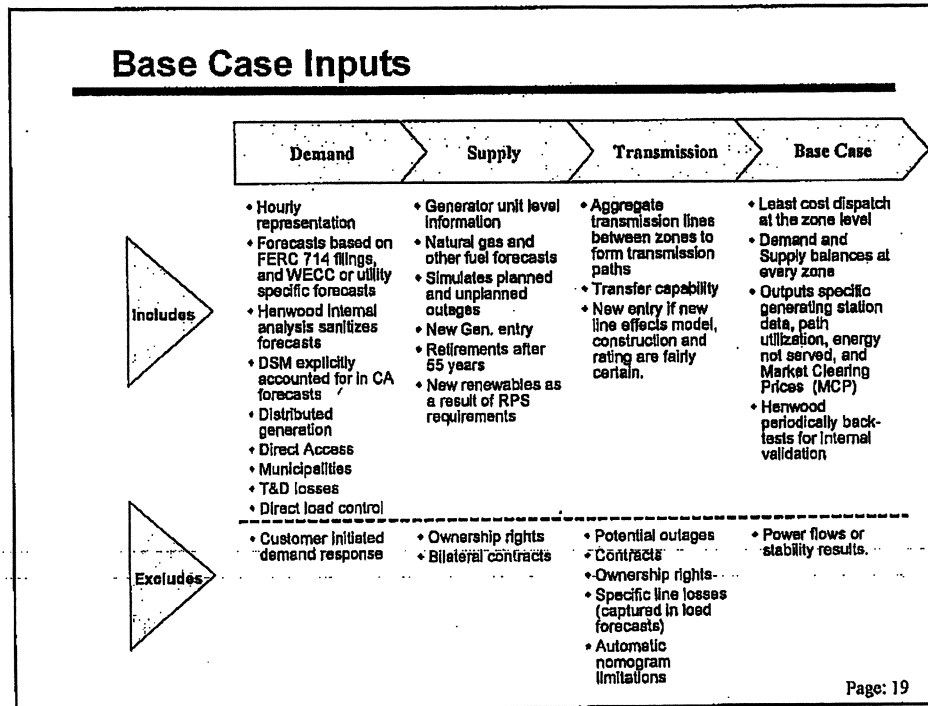 Base Case Inputs
Demand
Supply
Transmission
Base Case
Includes
• Hourly
representation
• Forecasts based on
FERC 714 filings,
and WECC or utility
specific forecasts
• Henwood Internal
analysis sanitizes
forecasts
• DSM explicitly
accounted for in CA
forecasts
• Distributed
generation
• Direct Access
• Municipalities
• T&D losses
• Direct load control
• Generator unit level
information
• Natural gas and
other fuel forecasts
• Simulates planned
and unplanned
outages
• New Gen. entry
• Retirements after
55 years
• New renewables as
a result of RPS
requirements
• Aggregate
transmission lines
between zones to
form transmission
paths
• Transfer capability
• New entry if new
line effects model,
construction and
rating are fairly
certain.
• Least cost dispatch
at the zone level
• Demand and
Supply balances at
every zone
• Outputs specific
generating station
data, path
utilization, energy
not served, and
Market Clearing
Prices (MCP)
• Henwood
periodically back-
tests for internal
validation
Excludes
• Customer initiated
demand response
• Ownership rights
• Bilateral contracts
• Potential outages
• Contracts
• Ownership rights
• Specific line losses
(captured in load
forecasts)
• Automatic
nomogram
limitations
• Power flows or
stability results.
Page: 19